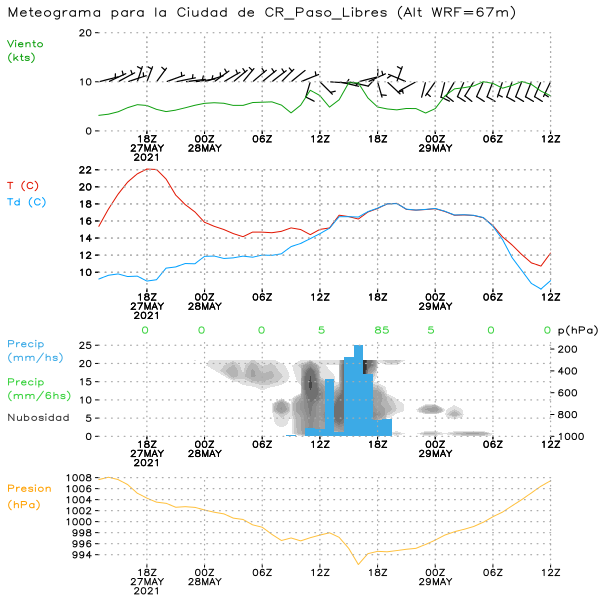 Meteograma para la Ciudad de CR_Paso_Libres (Alt WRF=67m)
Viento
(kts)
20
10
0
18Z 00Z 06Z 12Z 18Z 00Z 06Z 12Z
27MAY 28MAY 29MAY
2021
T (C)
Td (C)
22
20
18
16
14
12
10
18Z 00Z 06Z 12Z 18Z 00Z 06Z 12Z
27MAY 28MAY 29MAY
2021
0 0 0 5 85 5 0 0 p(hPa)
Precip
(mm/hs)
Precip
(mm/6hs)
Nubosidad
25 200
20
15 400
10 600
5 800
0 1000
18Z 00Z 06Z 12Z 18Z 00Z 06Z 12Z
27MAY 28MAY 29MAY
2021
Presion
(hPa)
1008
1006
1004
1002
1000
998
996
994
18Z 00Z 06Z 12Z 18Z 00Z 06Z 12Z
27MAY 28MAY 29MAY
2021